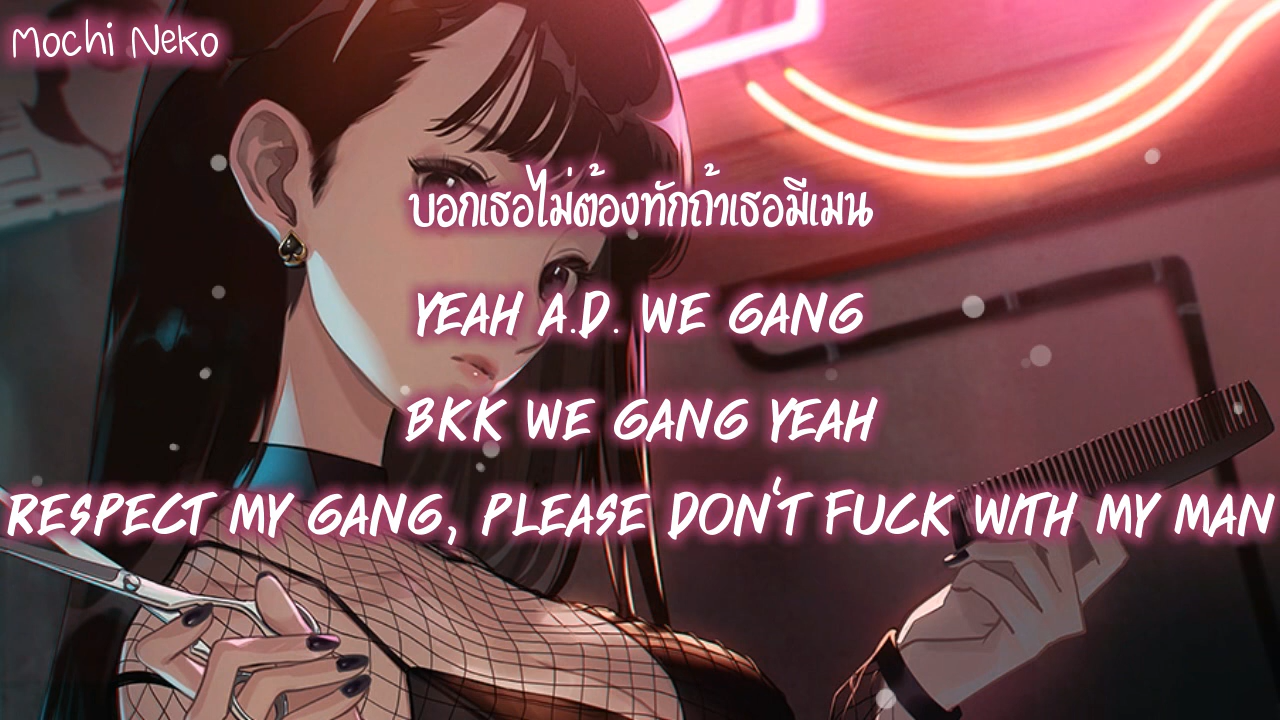 Mochi Neko
บอกเธอไม่ต้องทักถ้าเธอมีเมน
YEAH A.D. WE GANG
BKK WE GANG YEAH
RESPECT MY GANG, PLEASE DON'T FUCK WITH MY MAN